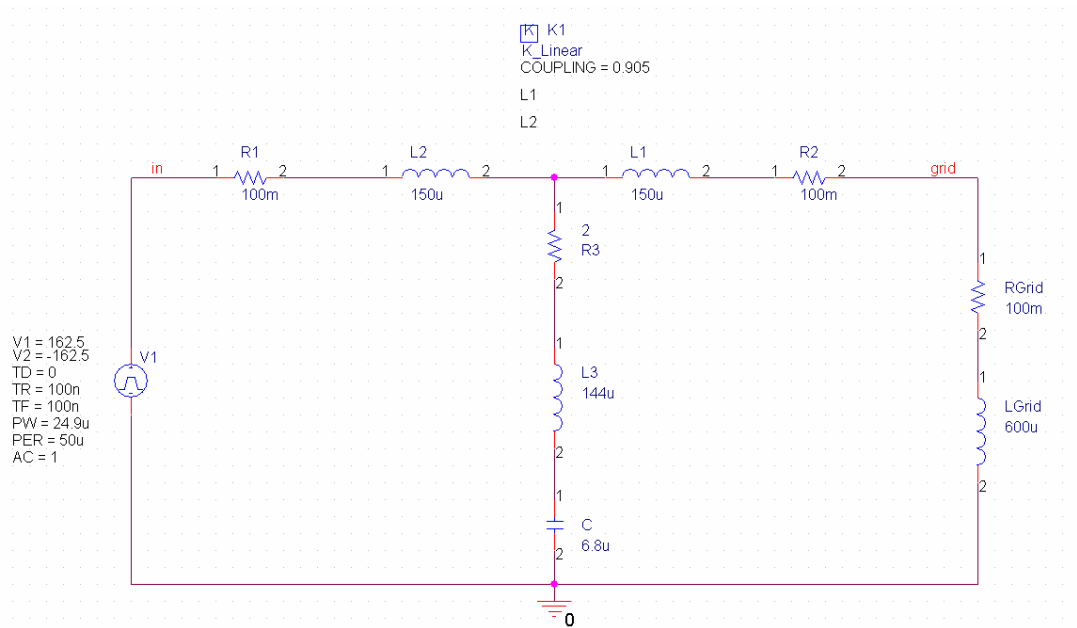 K K1
K_Linear
COUPLING = 0.905
L1
L2
in
R1
1 2
100m
L2
1 2
150u
L1
1 2
150u
R2
1 2
100m
grid
1
2
R3
2
1
L3
144u
2
1
C
6.8u
2
0
1
RGrid
100m
2
1
LGrid
600u
2
V1 = 162.5
V2 = -162.5
TD = 0
TR = 100n
TF = 100n
PW = 24.9u
PER = 50u
AC = 1
V1